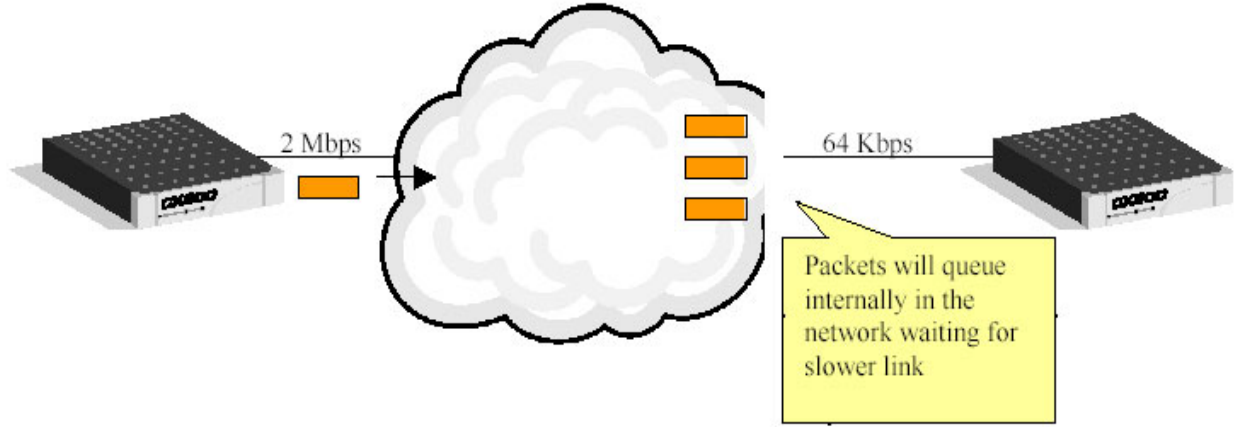 2 Mbps
64 Kbps
Packets will queue
internally in the
network waiting for
slower link